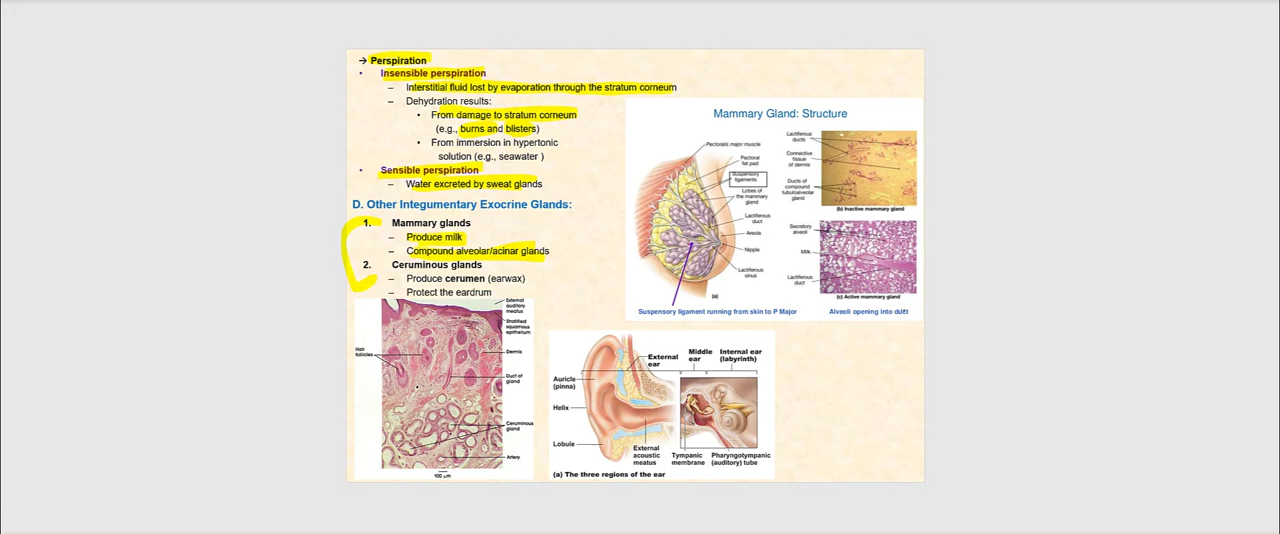 → Perspiration
• Insensible perspiration
– Interstitial fluid lost by evaporation through the stratum corneum
– Dehydration results:
• From damage to stratum corneum
(e.g., burns and blisters)
• From immersion in hypertonic
solution (e.g., seawater )
• Sensible perspiration
– Water excreted by sweat glands
D. Other Integumentary Exocrine Glands:
1. Mammary glands
– Produce milk
– Compound alveolar/acinar glands
2. Ceruminous glands
– Produce cerumen (earwax)
– Protect the eardrum
Mammary Gland: Structure
Pectoralis major muscle
Pectoral
fat pad
Suspensory
ligaments
Lobes of
the mammary
gland
Lactiferous
duct
Areola
Nipple
Lactiferous
sinus
(a)
Suspensory ligament running from skin to P Major
Lactiferous
ducts
Connective
tissue
of dermis
Ducts of
compound
tubuloalveolar
gland
(b) Inactive mammary gland
Secretory
alveoli
Milk
Lactiferous
duct
(c) Active mammary gland
Alveoli opening into duct
External
auditory
meatus
Stratified
squamous
epithelium
Hair
follicles
Dermis
Duct of
gland
Ceruminous
gland
Artery
100 µm
External
ear
Middle
ear
Internal ear
(labyrinth)
Auricle
(pinna)
Helix
Lobule
External
acoustic
meatus
Tympanic
membrane
Pharyngotympanic
(auditory) tube
(a) The three regions of the ear